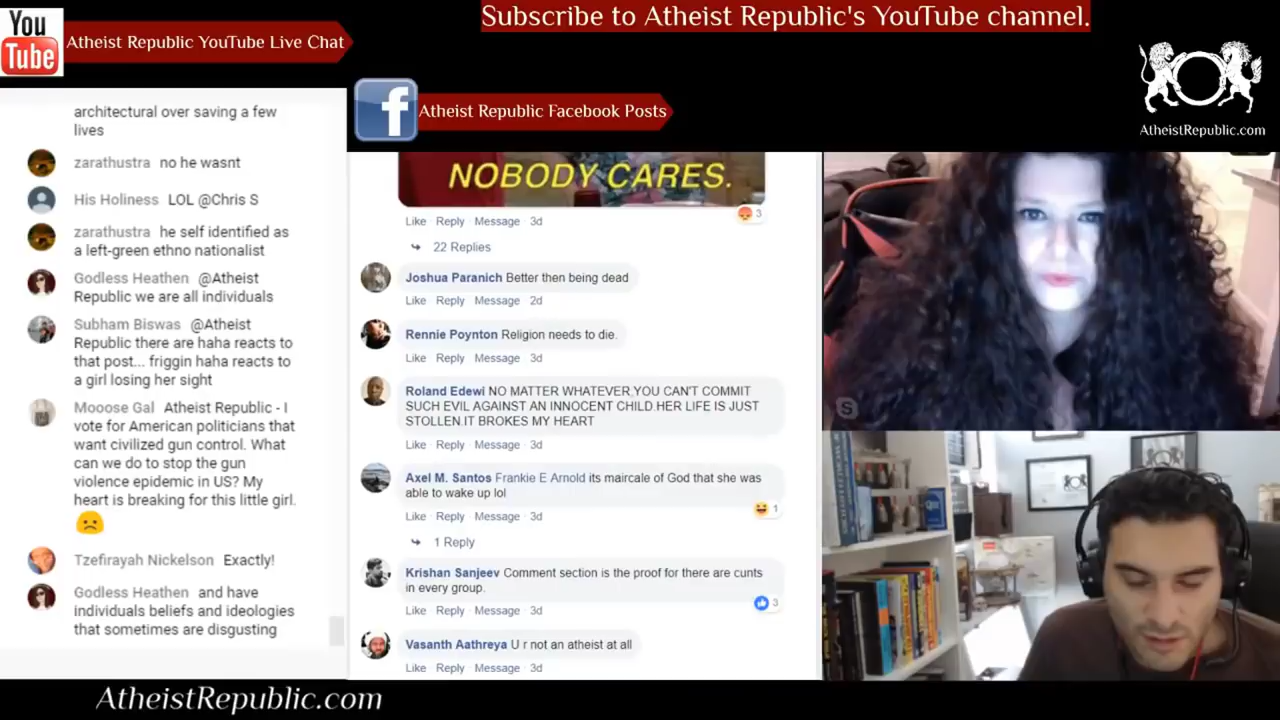 Subscribe to Atheist Republic's YouTube channel.
You
Tube
Atheist Republic YouTube Live Chat
AtheistRepublic.com
f
Atheist Republic Facebook Posts
architectural over saving a few
lives
zarathustra no he wasnt
His Holiness LOL @Chris S
zarathustra he self identified as
a left-green ethno nationalist
Godless Heathen @Atheist
Republic we are all individuals
Subham Biswas @Atheist
Republic there are haha reacts to
that post... friggin haha reacts to
a girl losing her sight
Mooose Gal Atheist Republic - I
vote for American politicians that
want civilized gun control. What
can we do to stop the gun
violence epidemic in US? My
heart is breaking for this little girl.
Tzefirayah Nickelson Exactly!
Godless Heathen and have
individuals beliefs and ideologies
that sometimes are disgusting
NOBODY CARES.
3
Like Reply Message 3d
22 Replies
Joshua Paranich Better then being dead
Like Reply Message 2d
Rennie Poynton Religion needs to die.
Like Reply Message 3d
Roland Edewi NO MATTER WHATEVER,YOU CAN'T COMMIT
SUCH EVIL AGAINST AN INNOCENT CHILD.HER LIFE IS JUST
STOLLEN.IT BROKES MY HEART
Like Reply Message 3d
Axel M. Santos Frankie E Arnold its maircale of God that she was
able to wake up lol
1
Like Reply Message 3d
1 Reply
Krishan Sanjeev Comment section is the proof for there are cunts
in every group.
3
Like Reply Message 3d
Vasanth Aathreya U r not an atheist at all
Like Reply Message 3d
AtheistRepublic.com